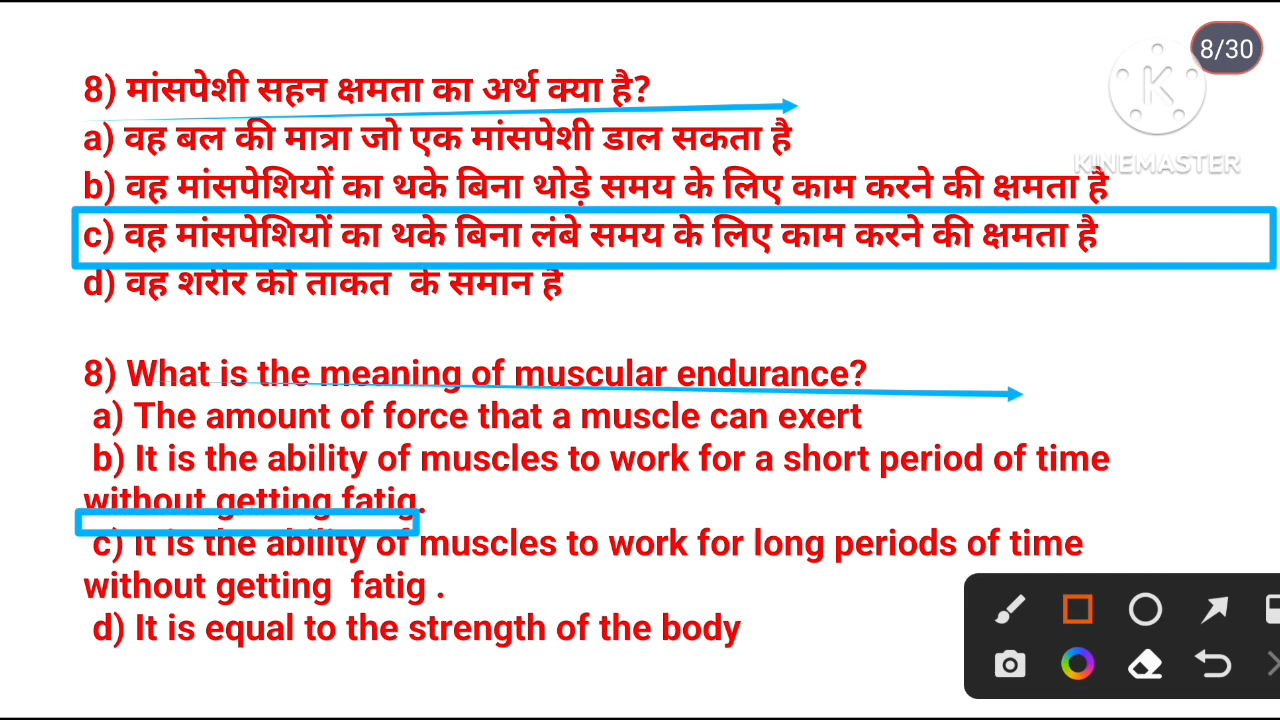 8/30
KINEMASTER
8) मांसपेशी सहन क्षमता का अर्थ क्या है?
a) वह बल की मात्रा जो एक मांसपेशी डाल सकता है
b) वह मांसपेशियों का थके बिना थोड़े समय के लिए काम करने की क्षमता है
c) वह मांसपेशियों का थके बिना लंबे समय के लिए काम करने की क्षमता है
d) वह शरीर की ताकत के समान है
8) What is the meaning of muscular endurance?
a) The amount of force that a muscle can exert
b) It is the ability of muscles to work for a short period of time
without getting fatig.
c) It is the ability of muscles to work for long periods of time
without getting fatig .
d) It is equal to the strength of the body